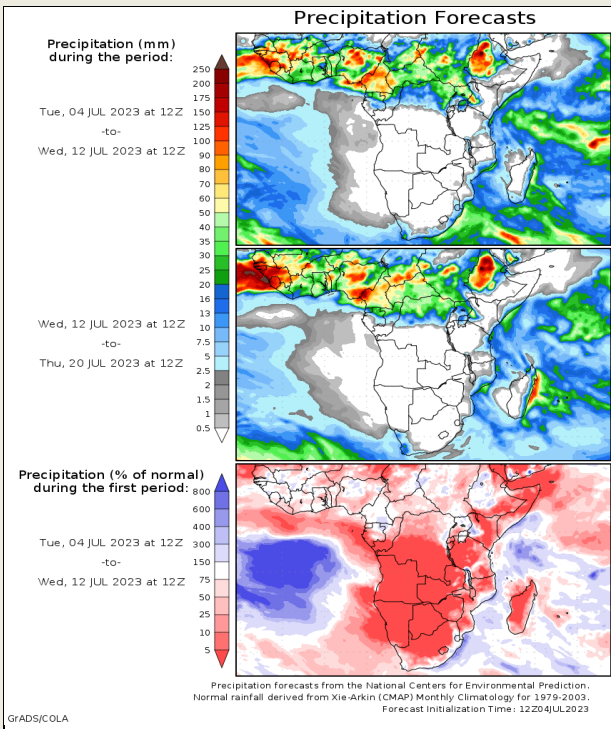 Precipitation Forecasts
Precipitation (mm)
during the period:
Tue, 04 JUL 2023 at 12Z
-to-
Wed, 12 JUL 2023 at 12Z
250
200
175
150
125
100
90
80
70
60
50
40
35
30
25
20
16
13
10
7.5
5
2.5
2
1.5
1
0.5
Wed, 12 JUL 2023 at 12Z
-to-
Thu, 20 JUL 2023 at 12Z
Precipitation (% of normal)
during the first period:
Tue, 04 JUL 2023 at 12Z
-to-
Wed, 12 JUL 2023 at 12Z
800
600
400
300
150
75
50
25
10
5
Precipitation forecasts from the National Centers for Environmental Prediction.
Normal rainfall derived from Xie-Arkin (CMAP) Monthly Climatology for 1979-2003.
Forecast Initialization Time: 12Z04JUL2023
GrADS/COLA